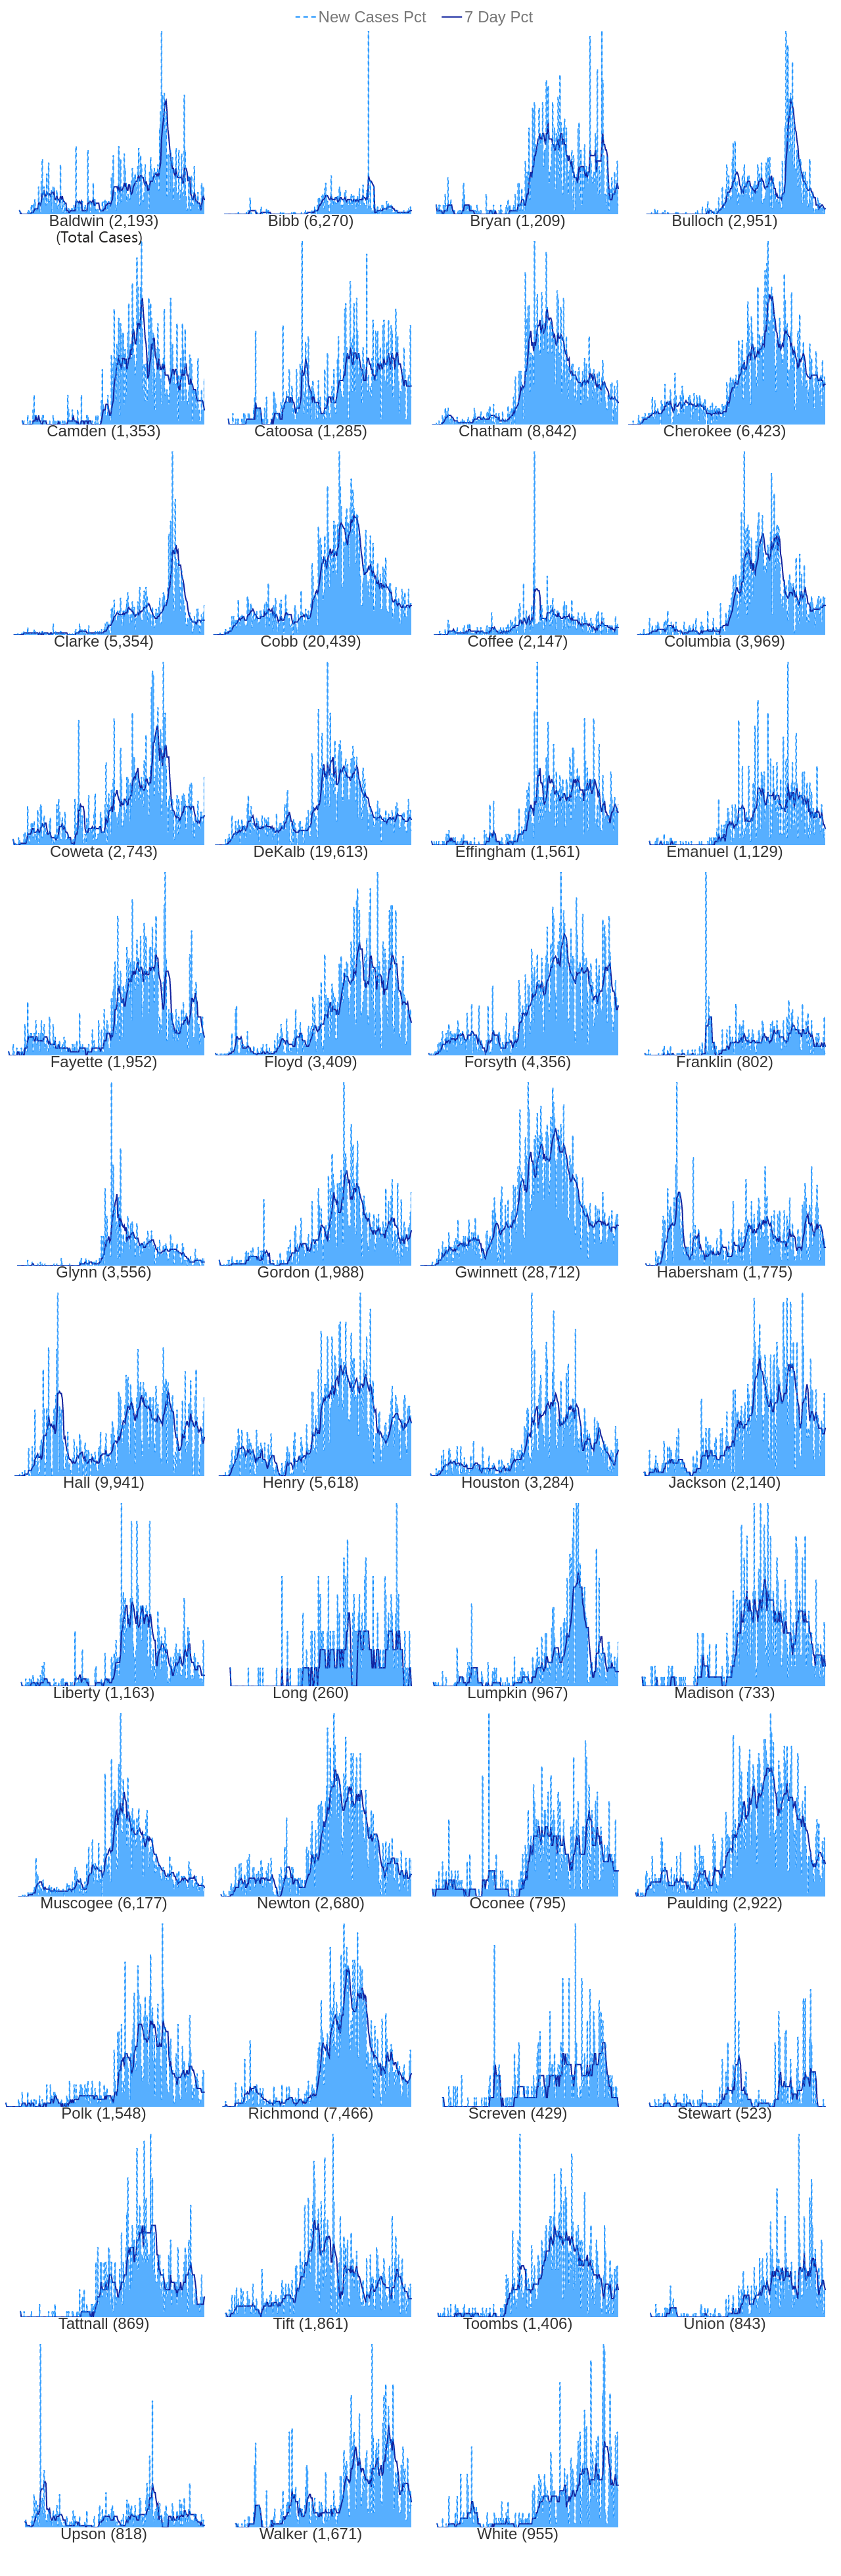 New Cases Pct 7 Day Pct
Baldwin (2,193) Bibb (6,270) Bryan (1,209) Bulloch (2,951)
(Total Cases)
Camden (1,353) Catoosa (1,285) Chatham (8,842) Cherokee (6,423)
Clarke (5,354) Cobb (20,439) Coffee (2,147) Columbia (3,969)
Coweta (2,743) DeKalb (19,613) Effingham (1,561) Emanuel (1,129)
Fayette (1,952) Floyd (3,409) Forsyth (4,356) Franklin (802)
Glynn (3,556) Gordon (1,988) Gwinnett (28,712) Habersham (1,775)
Hall (9,941) Henry (5,618) Houston (3,284) Jackson (2,140)
Liberty (1,163) Long (260) Lumpkin (967) Madison (733)
Muscogee (6,177) Newton (2,680) Oconee (795) Paulding (2,922)
Polk (1,548) Richmond (7,466) Screven (429) Stewart (523)
Tattnall (869) Tift (1,861) Toombs (1,406) Union (843)
Upson (818) Walker (1,671) White (955)